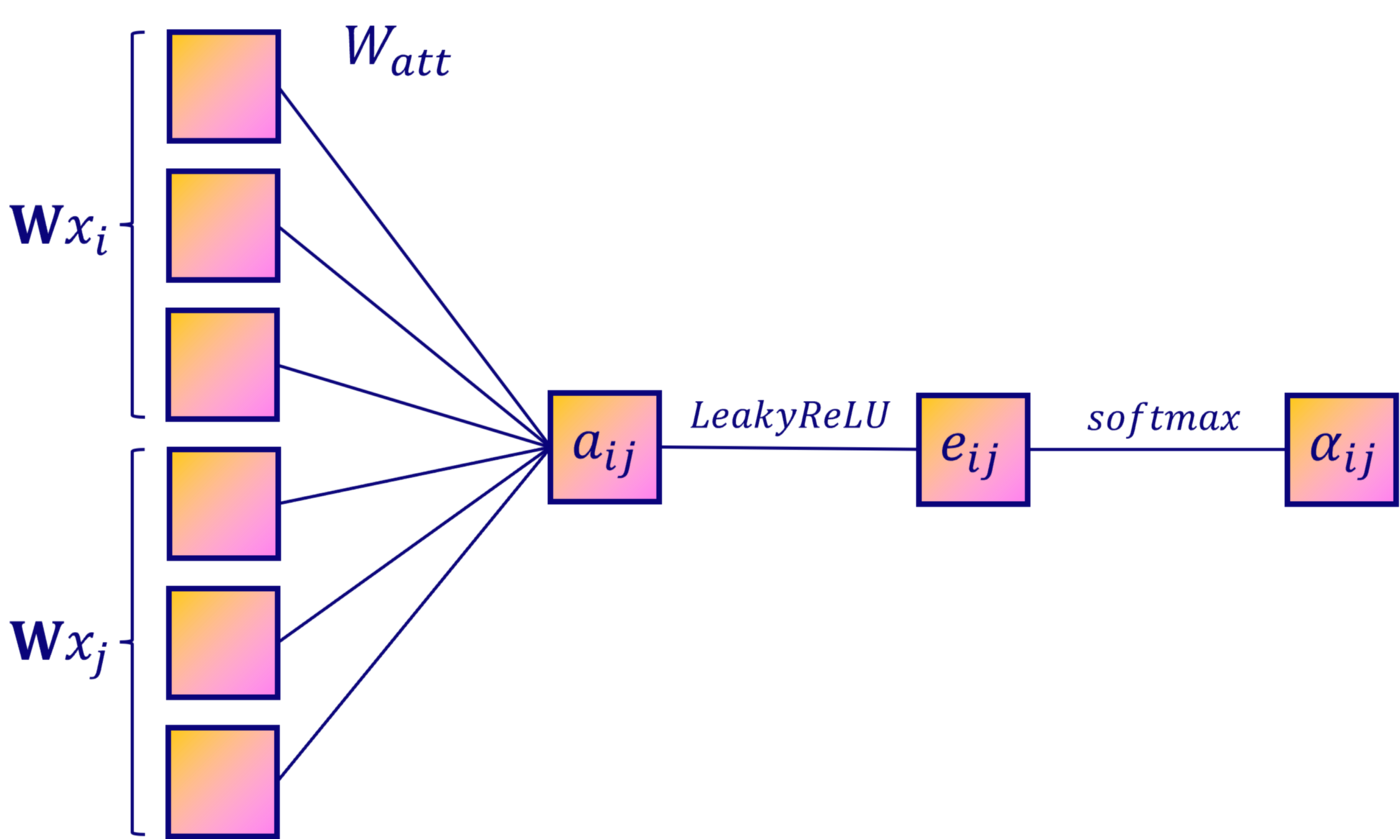 W_att
𝐖x_i
a_ij
LeakyReLU
e_ij
softmax
α_ij
𝐖x_j